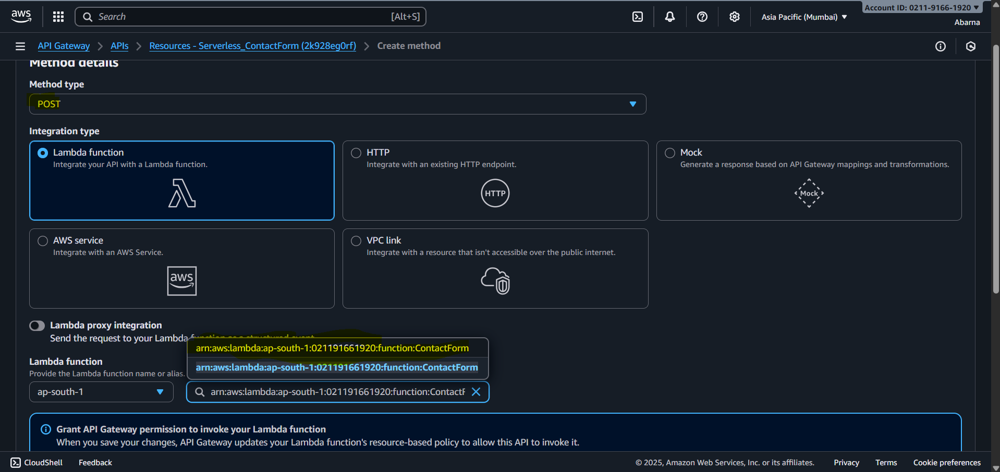 aws
Search
[Alt+S]
Asia Pacific (Mumbai)
Account ID: 0211-9166-1920
Abarna
API Gateway
APIs
Resources - Serverless_ContactForm (2k928eg0rf)
Create method
Method details
Method type
POST
Integration type
Lambda function
Integrate your API with a Lambda function.
HTTP
Integrate with an existing HTTP endpoint.
HTTP
Mock
Generate a response based on API Gateway mappings and transformations.
Mock
AWS service
Integrate with an AWS Service.
aws
VPC link
Integrate with a resource that isn't accessible over the public internet.
Lambda proxy integration
Send the request to your Lambda function as a structured event.
arn:aws:lambda:ap-south-1:021191661920:function:ContactForm
arn:aws:lambda:ap-south-1:021191661920:function:ContactForm
Lambda function
Provide the Lambda function name or alias.
ap-south-1
arn:aws:lambda:ap-south-1:021191661920:function:ContactF
Grant API Gateway permission to invoke your Lambda function
When you save your changes, API Gateway updates your Lambda function's resource-based policy to allow this API to invoke it.
CloudShell
Feedback
© 2025, Amazon Web Services, Inc. or its affiliates.
Privacy
Terms
Cookie preferences